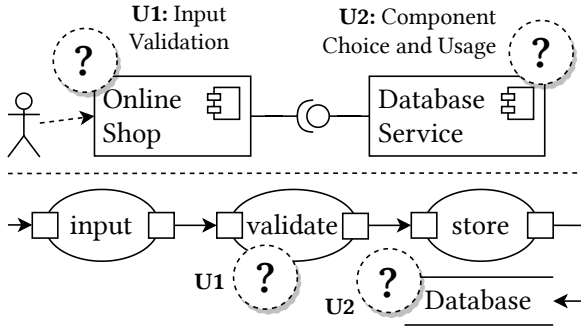 U1: Input
Validation
U2: Component
Choice and Usage
?
?
Online
Shop
Database
Service
input
validate
store
U1
?
U2
?
Database